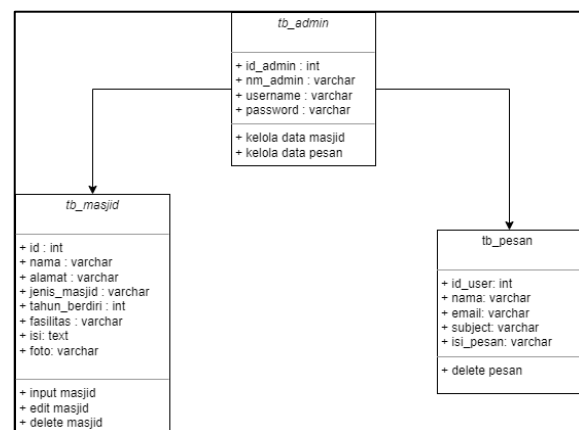 tb_admin
+ id_admin : int
+ nm_admin : varchar
+ username : varchar
+ password : varchar
+ kelola data masjid
+ kelola data pesan
tb_masjid
+ id : int
+ nama : varchar
+ alamat : varchar
+ jenis_masjid : varchar
+ tahun_berdiri : int
+ fasilitas : varchar
+ isi: text
+ foto: varchar
+ input masjid
+ edit masjid
+ delete masjid
tb_pesan
+ id_user: int
+ nama: varchar
+ email: varchar
+ subject: varchar
+ isi_pesan: varchar
+ delete pesan